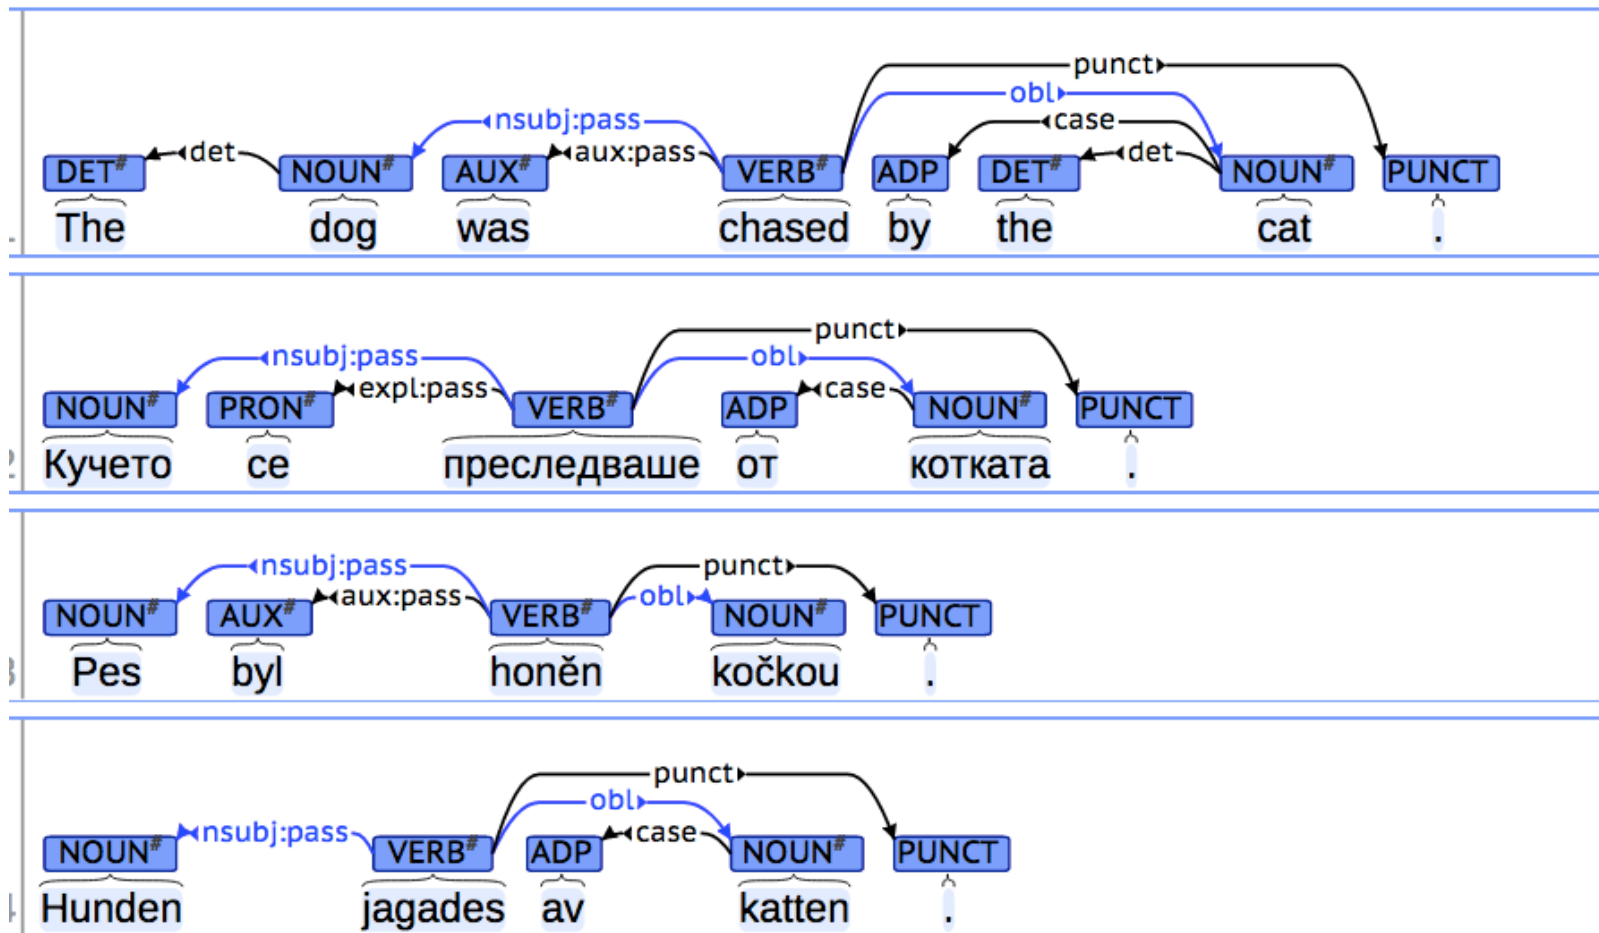 punct
obl
nsubj:pass case
det aux:pass det
DET# NOUN# AUX# VERB# ADP DET# NOUN# PUNCT
The dog was chased by the cat .
punct
nsubj:pass obl
expl:pass case
NOUN# PRON# VERB# ADP NOUN# PUNCT
2 Кучето се преследваше от котката .
nsubj:pass punct
aux:pass obl
NOUN# AUX# VERB# NOUN# PUNCT
3 Pes byl honěn kočkou .
punct
obl
nsubj:pass case
NOUN# VERB# ADP NOUN# PUNCT
4 Hunden jagades av katten .